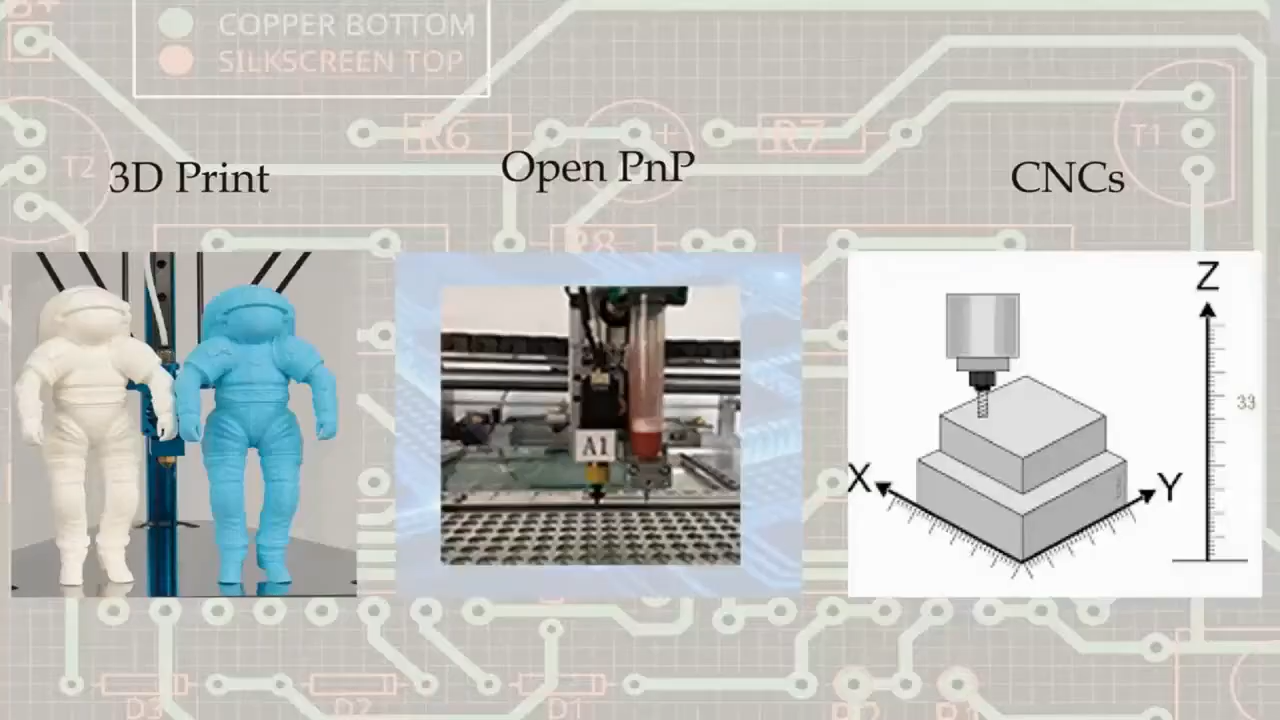 COPPER BOTTOM
SILKSCREEN TOP
R6
R7
T1
T2
3D Print
Open PnP
CNCs
R8
Z
A1
33
X
Y
D3
D2
D1